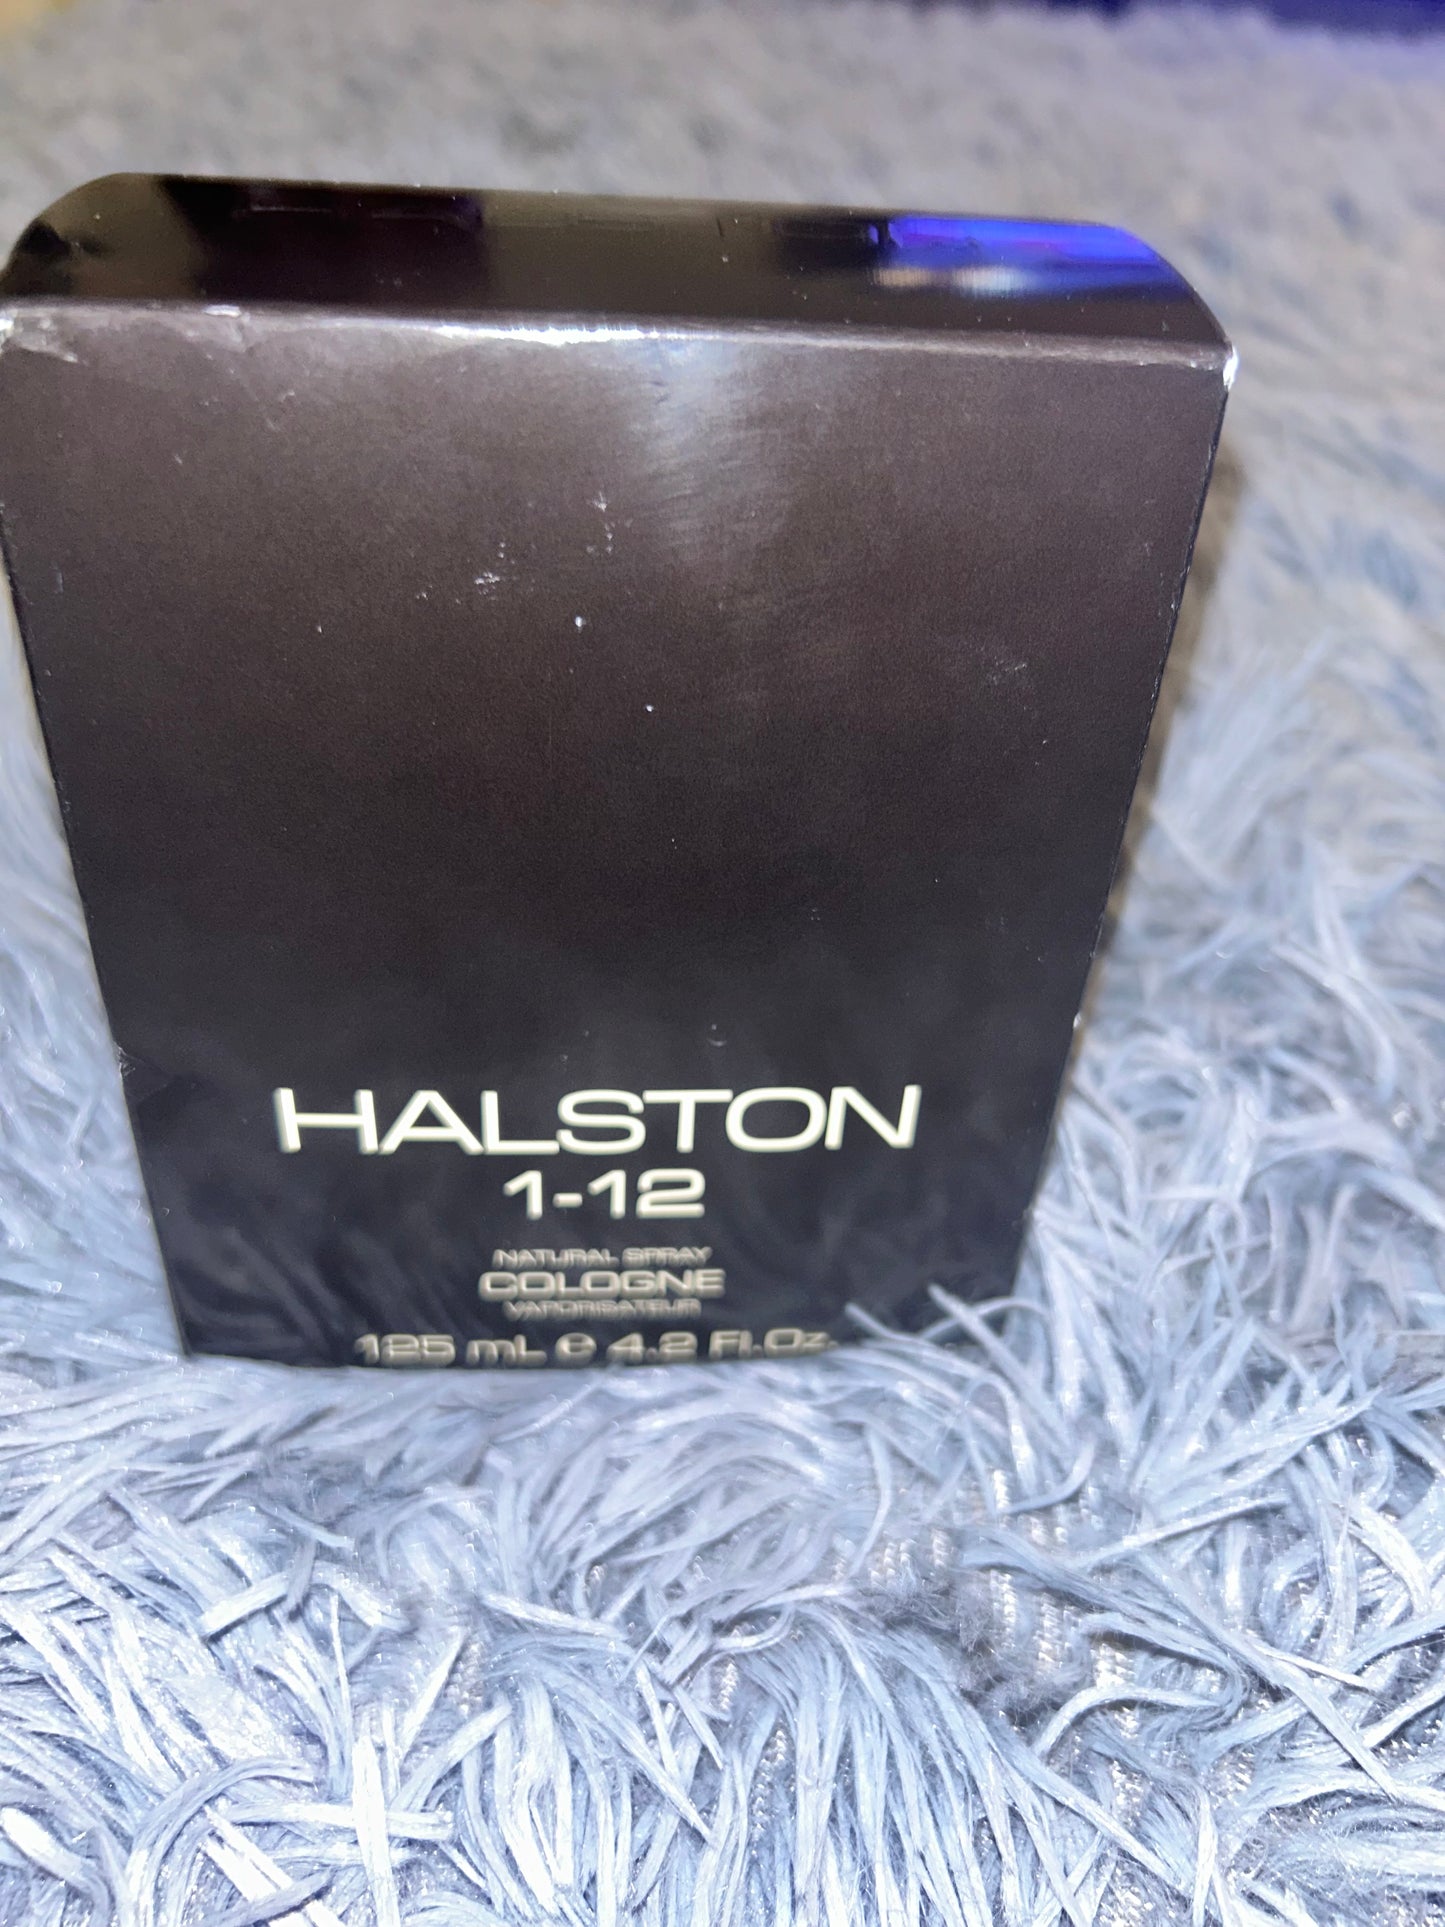 HALSTON
1-12
NATURAL SPRAY
COLOGNE
VAPORISATEUR
125 mL e 4.2 Fl.Oz.